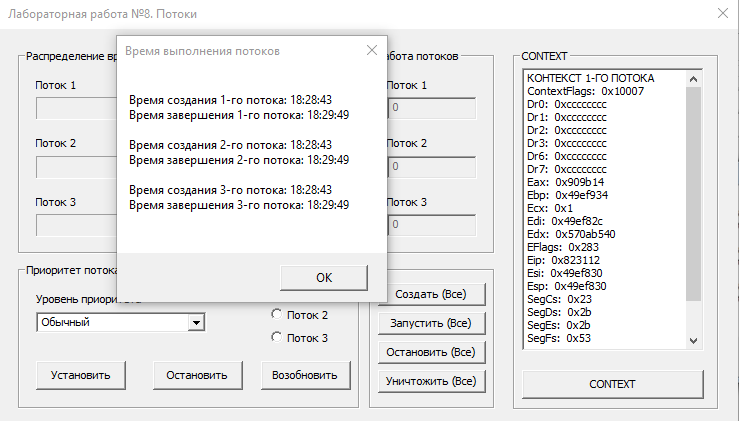 Лабораторная работа №8. Потоки
Распределение вр
Поток 1
Поток 2
Поток 3
Время выполнения потоков
Время создания 1-го потока: 18:28:43
Время завершения 1-го потока: 18:29:49
Время создания 2-го потока: 18:28:43
Время завершения 2-го потока: 18:29:49
Время создания 3-го потока: 18:28:43
Время завершения 3-го потока: 18:29:49
OK
бота потоков
Поток 1
0
Поток 2
0
Поток 3
0
CONTEXT
КОНТЕКСТ 1-ГО ПОТОКА
ContextFlags: 0x10007
Dr0: 0xcccccccc
Dr1: 0xcccccccc
Dr2: 0xcccccccc
Dr3: 0xcccccccc
Dr6: 0xcccccccc
Dr7: 0xcccccccc
Eax: 0x909b14
Ebp: 0x49ef934
Ecx: 0x1
Edi: 0x49ef82c
Edx: 0x570ab540
EFlags: 0x283
Eip: 0x823112
Esi: 0x49ef830
Esp: 0x49ef830
SegCs: 0x23
SegDs: 0x2b
SegEs: 0x2b
SegFs: 0x53
CONTEXT
Приоритет потока
Уровень приоритета
Обычный
Поток 2
Поток 3
Установить
Остановить
Возобновить
Создать (Все)
Запустить (Все)
Остановить (Все)
Уничтожить (Все)